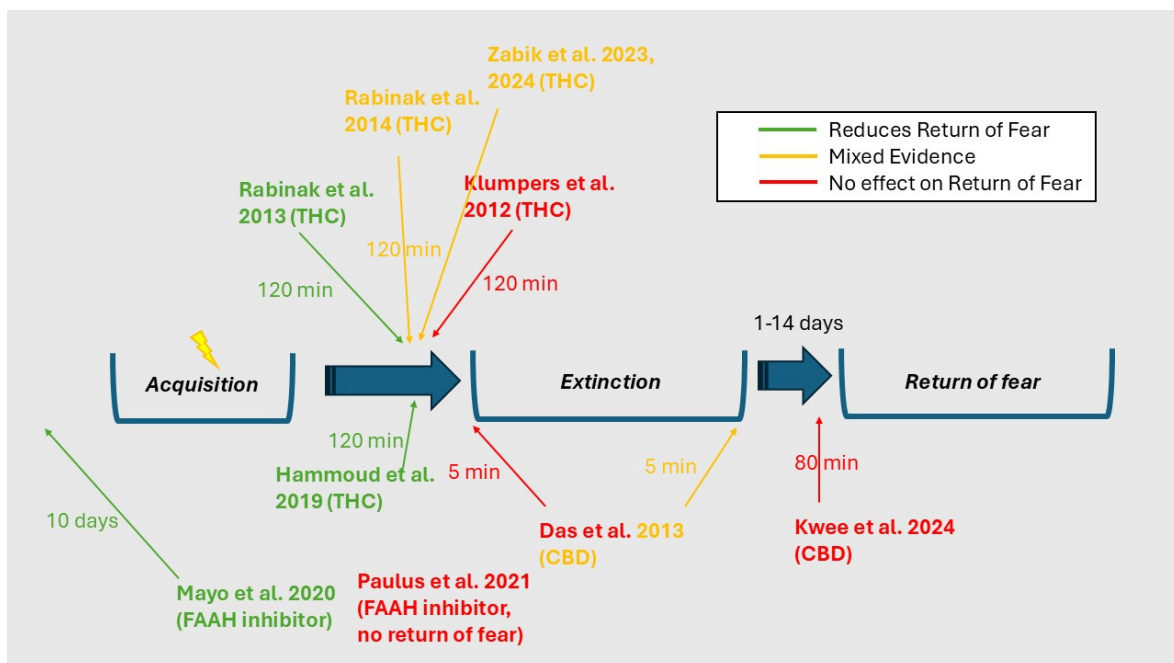 Zabik et al. 2023,
2024 (THC)
Rabinak et al.
2014 (THC)
Reduces Return of Fear
Mixed Evidence
No effect on Return of Fear
Rabinak et al.
2013 (THC)
Klumpers et al.
2012 (THC)
120 min
120 min
120 min
1-14 days
Acquisition
Extinction
Return of fear
120 min
Hammoud et al.
2019 (THC)
5 min
5 min
80 min
10 days
Das et al. 2013
(CBD)
Kwee et al. 2024
(CBD)
Mayo et al. 2020
(FAAH inhibitor)
Paulus et al. 2021
(FAAH inhibitor,
no return of fear)